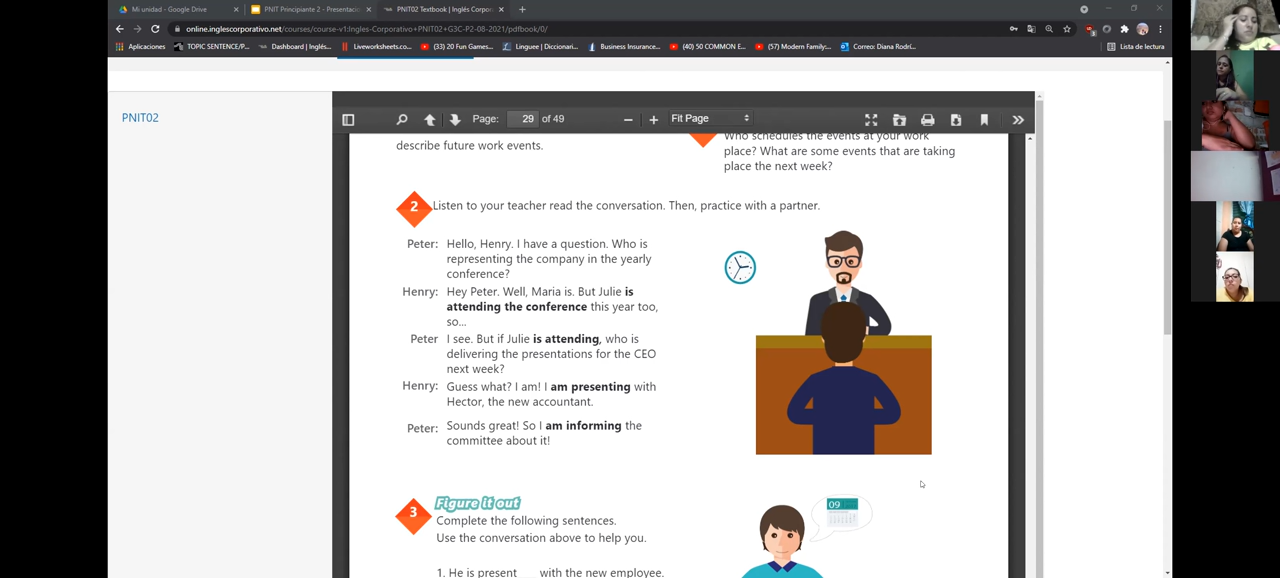 Mi unidad - Google Drive
PNIT Principiante 2 - Presentació
PNIT02 Textbook | Inglés Corpora
online.inglescorporativo.net/courses/course-v1:Ingles-Corporativo+PNIT02+G3C-P2-08-2021/pdfbook/0/
Aplicaciones
TOPIC SENTENCE/P...
Dashboard | Inglés...
Liveworksheets.co...
(33) 20 Fun Games...
Linguee | Diccionari...
Business Insurance...
(40) 50 COMMON E...
(57) Modern Family:...
Correo: Diana Rodrí...
Lista de lectura
PNIT02
Page: 29 of 49
Fit Page
describe future work events.
Who schedules the events at your work
place? What are some events that are taking
place the next week?
2 Listen to your teacher read the conversation. Then, practice with a partner.
Peter: Hello, Henry. I have a question. Who is
representing the company in the yearly
conference?
Henry: Hey Peter. Well, Maria is. But Julie is
attending the conference this year too,
so...
Peter I see. But if Julie is attending, who is
delivering the presentations for the CEO
next week?
Henry: Guess what? I am! I am presenting with
Hector, the new accountant.
Peter: Sounds great! So I am informing the
committee about it!
3 Figure it out
09
Complete the following sentences.
Use the conversation above to help you.
1. He is present___ with the new employee.